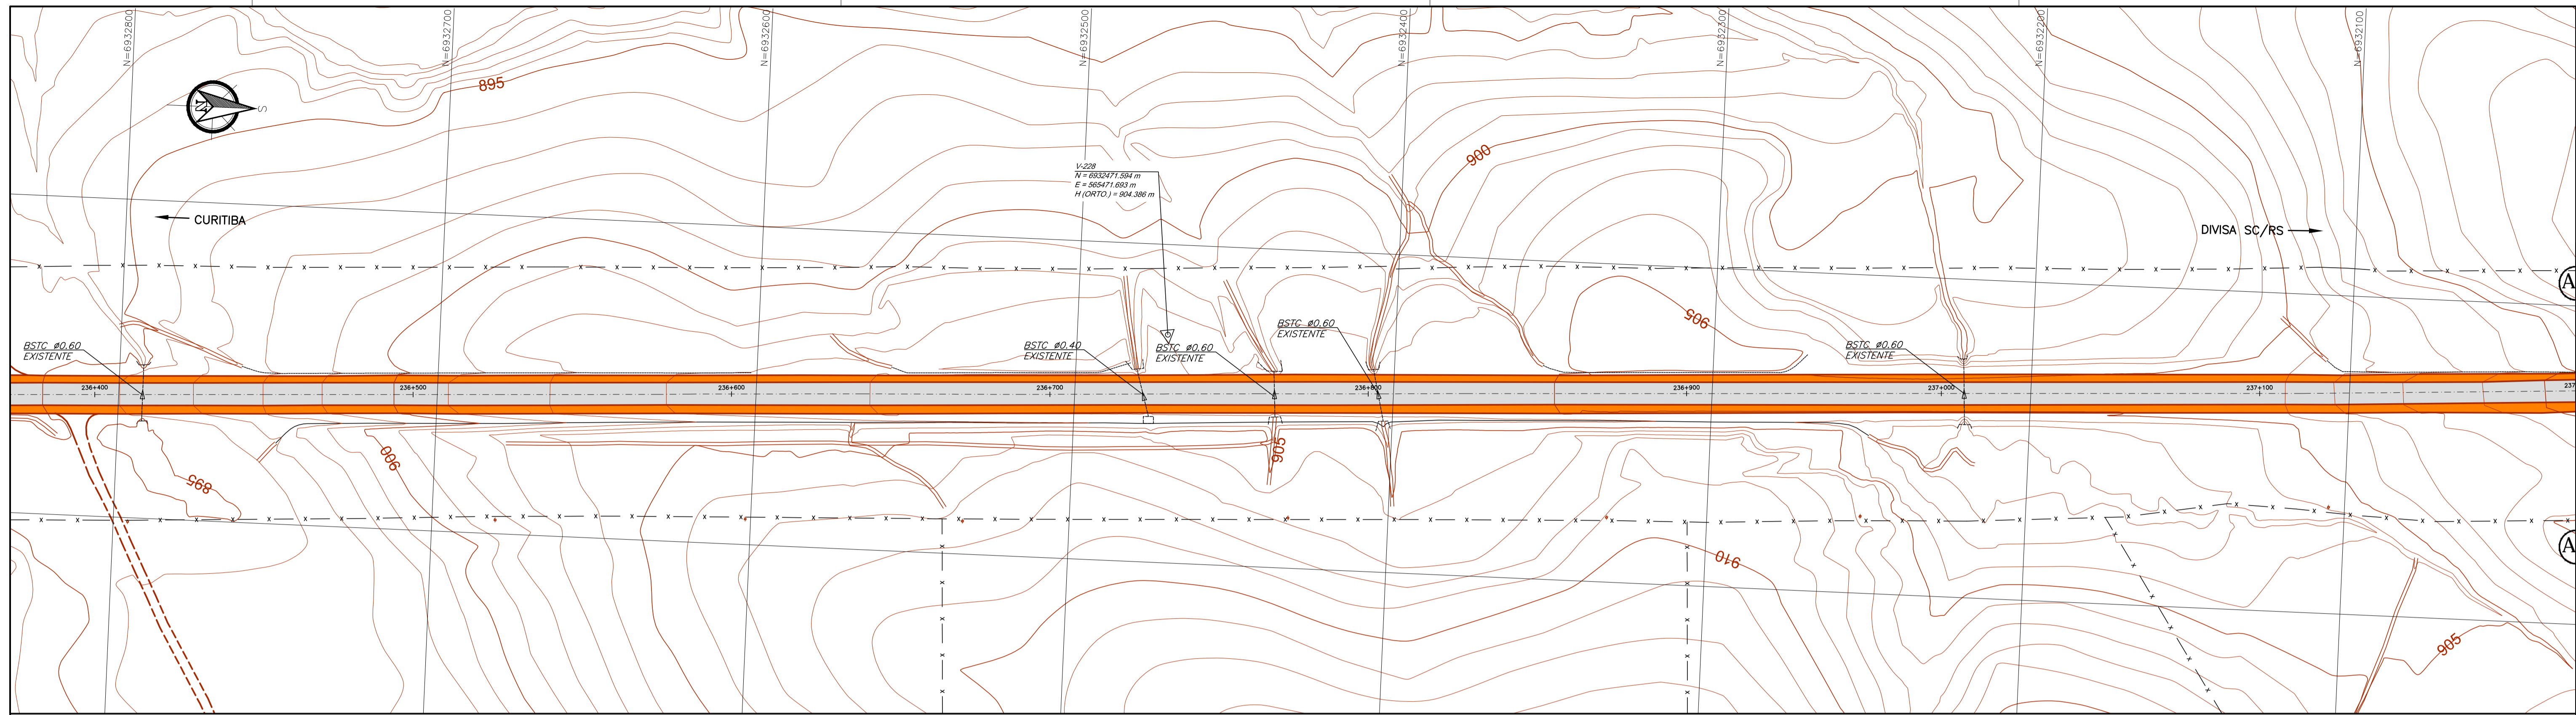 N=6932800
N=6932700
N=6932600
N=6932500
N=6932400
N=6932300
N=6932200
N=6932100
895
N
S
V-228
N = 6932471.594 m
E = 565471.693 m
H (ORTO.) = 904.386 m
900
CURITIBA
DIVISA SC/RS
A
905
BSTC Ø0.60
EXISTENTE
BSTC Ø0.40
EXISTENTE
BSTC Ø0.60
EXISTENTE
BSTC Ø0.60
EXISTENTE
BSTC Ø0.60
EXISTENTE
236+400
236+500
236+600
236+700
236+800
236+900
237+000
237+100
237
895
900
905
910
A
905